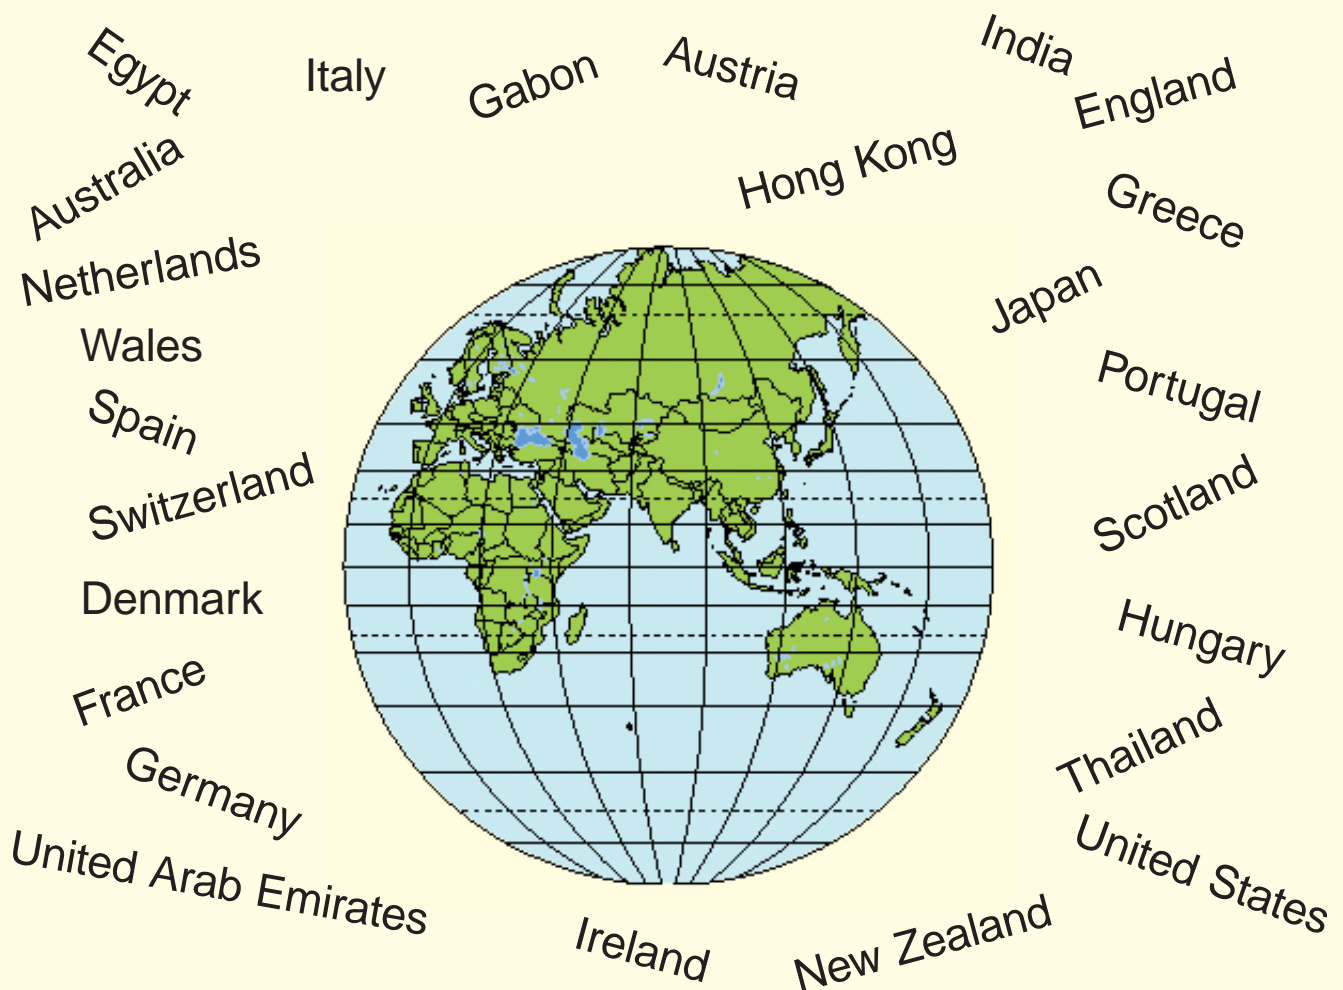 Egypt
Italy
Gabon
Austria
India
England
Australia
Hong Kong
Greece
Netherlands
Japan
Wales
Portugal
Spain
Switzerland
Scotland
Denmark
Hungary
France
Thailand
Germany
United Arab Emirates
United States
Ireland
New Zealand